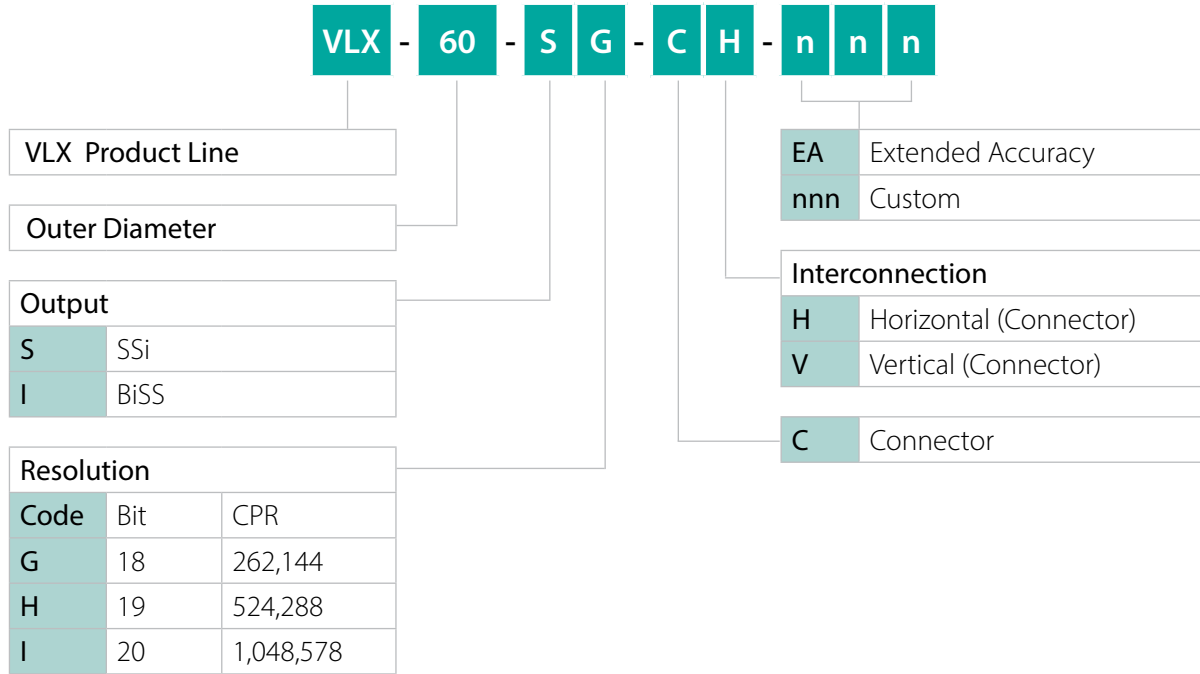 VLX - 60 - S G - C H - n n n
VLX Product Line
Outer Diameter
Output
S SSi
I BiSS
Resolution
Code Bit CPR
G 18 262,144
H 19 524,288
I 20 1,048,578
EA Extended Accuracy
nnn Custom
Interconnection
H Horizontal (Connector)
V Vertical (Connector)
C Connector